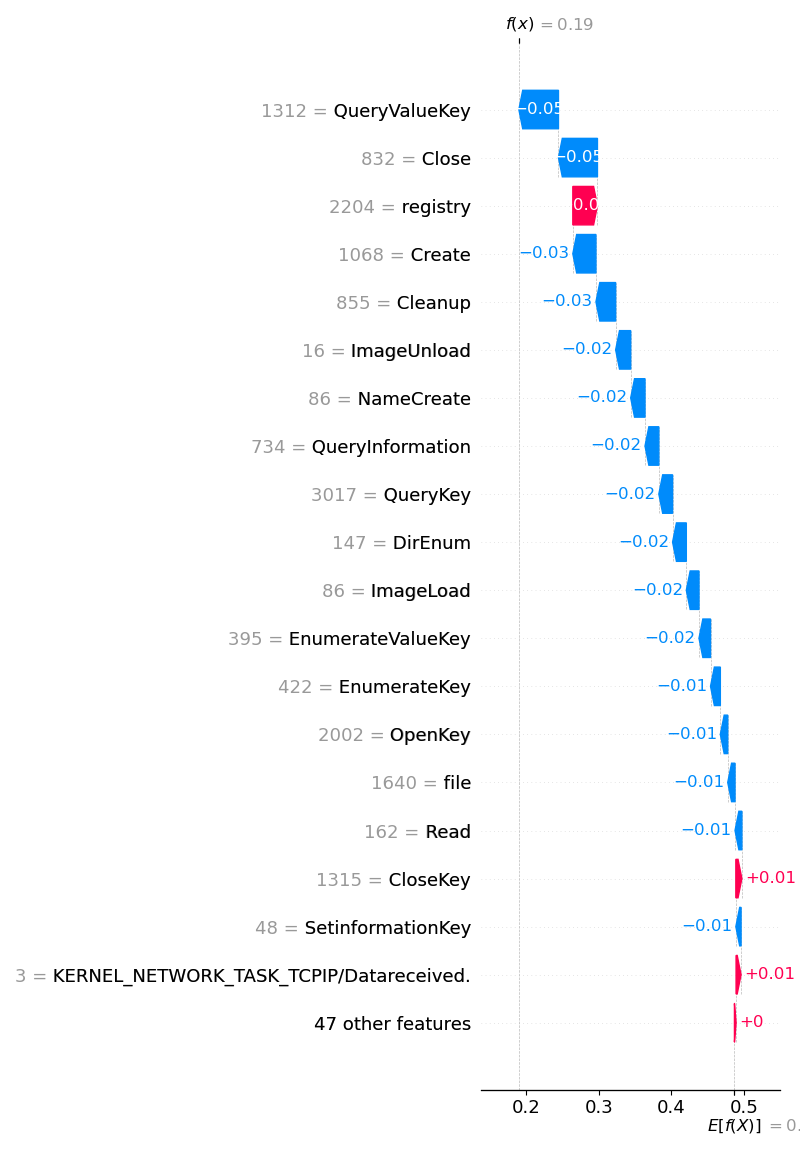 f(x) = 0.19
1312 = QueryValueKey −0.05
832 = Close −0.05
2204 = registry 0.0
1068 = Create −0.03
855 = Cleanup −0.03
16 = ImageUnload −0.02
86 = NameCreate −0.02
734 = QueryInformation −0.02
3017 = QueryKey −0.02
147 = DirEnum −0.02
86 = ImageLoad −0.02
395 = EnumerateValueKey −0.02
422 = EnumerateKey −0.01
2002 = OpenKey −0.01
1640 = file −0.01
162 = Read −0.01
1315 = CloseKey +0.01
48 = SetinformationKey −0.01
3 = KERNEL_NETWORK_TASK_TCPIP/Datareceived. +0.01
47 other features +0
0.2 0.3 0.4 0.5
E[f(X)] = 0.